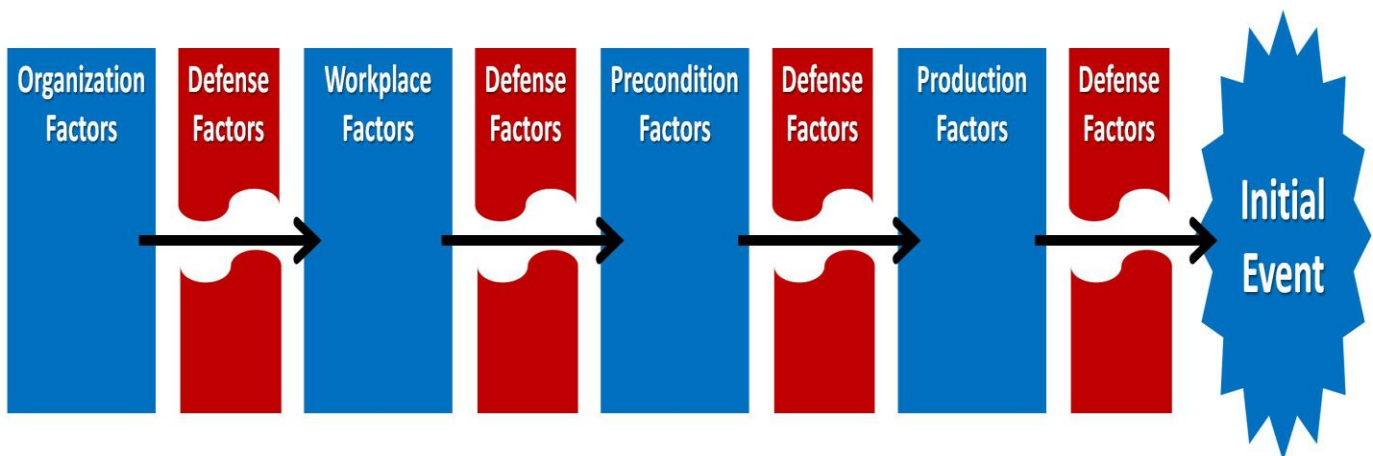 Organization
Factors
Defense
Factors
Workplace
Factors
Defense
Factors
Precondition
Factors
Defense
Factors
Production
Factors
Defense
Factors
Initial
Event